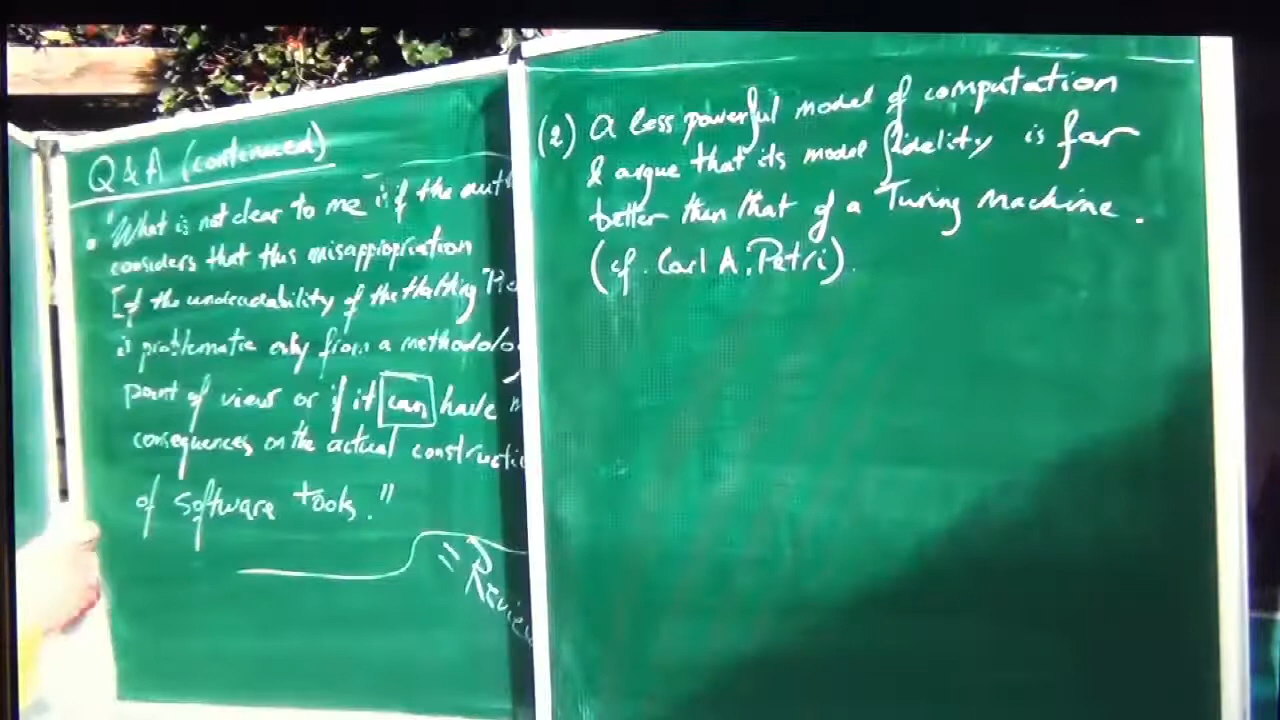 Q & A (continued)
• "What is not clear to me is if the auth
considers that this misappropriation
[of the undecidability of the Halting Pro
is problematic only from a methodolog
point of view or if it can have
consequences on the actual constructi
of software tools."
= Review
(2) A less powerful model of computation
& argue that its model fidelity is far
better than that of a Turing machine.
(cf. Carl A. Petri).